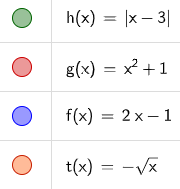 h(x) = |x − 3|
g(x) = x² + 1
f(x) = 2 x − 1
t(x) = −√x